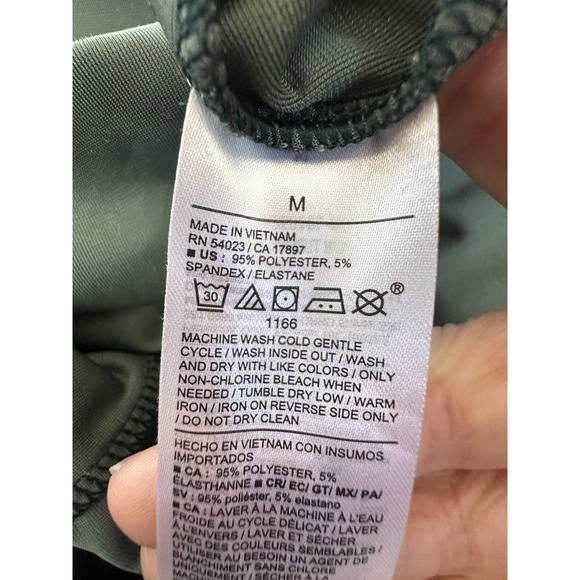 M
MADE IN VIETNAM
RN 54023 / CA 17897
■ US : 95% POLYESTER, 5%
SPANDEX / ELASTANE
30 ®
1166
MACHINE WASH COLD GENTLE
CYCLE / WASH INSIDE OUT / WASH
AND DRY WITH LIKE COLORS / ONLY
NON-CHLORINE BLEACH WHEN
NEEDED / TUMBLE DRY LOW / WARM
IRON / IRON ON REVERSE SIDE ONLY
/ DO NOT DRY CLEAN
HECHO EN VIETNAM CON INSUMOS
IMPORTADOS
■ CA : 95% POLYESTER, 5%
ÉLASTHANNE ■ CR/ EC/ GT/ MX/ PA/
SV : 95% poliéster, 5% elastano
■ CA : LAVER À LA MACHINE À L'EAU
FROIDE AU CYCLE DÉLICAT / LAVER
À L'ENVERS / LAVER ET SÉCHER
AVEC DES COULEURS SEMBLABLES /
UTILISER AU BESOIN UN AGENT DE
BLANCHIMENT SANS CHLORE